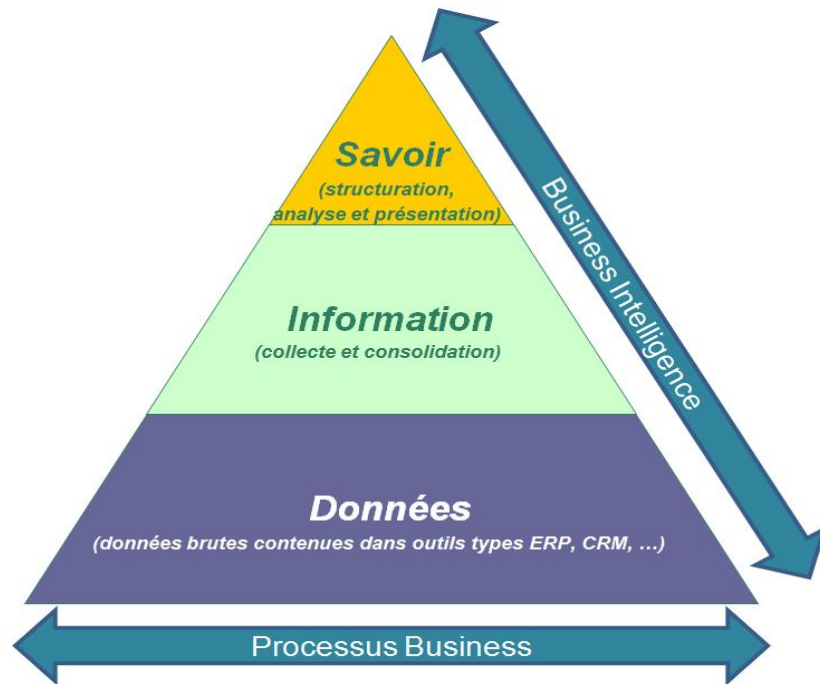 Savoir
(structuration,
analyse et présentation)
Information
(collecte et consolidation)
Données
(données brutes contenues dans outils types ERP, CRM, …)
Business Intelligence
Processus Business